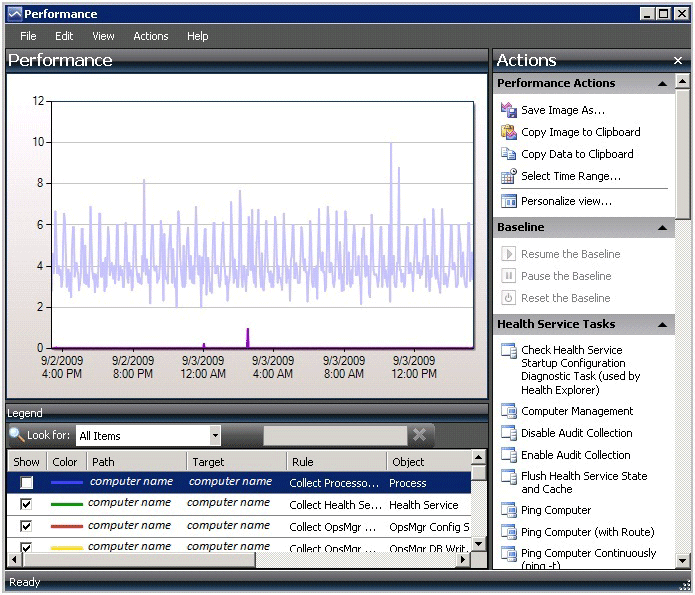 Performance
File Edit View Actions Help
Performance
12
10
8
6
4
2
0
9/2/2009 9/2/2009 9/3/2009 9/3/2009 9/3/2009 9/3/2009
4:00 PM 8:00 PM 12:00 AM 4:00 AM 8:00 AM 12:00 PM
Legend
Look for: All Items
Show Color Path Target Rule Object
computer name computer name Collect Processo... Process
computer name computer name Collect Health Se... Health Service
computer name computer name Collect OpsMgr ... OpsMgr Config S
computer name computer name Collect OpsMgr ... OpsMgr DB Writ...
Actions
Performance Actions
Save Image As...
Copy Image to Clipboard
Copy Data to Clipboard
Select Time Range...
Personalize view...
Baseline
Resume the Baseline
Pause the Baseline
Reset the Baseline
Health Service Tasks
Check Health Service
Startup Configuration
Diagnostic Task (used by
Health Explorer)
Computer Management
Disable Audit Collection
Enable Audit Collection
Flush Health Service State
and Cache
Ping Computer
Ping Computer (with Route)
Ping Computer Continuously
(ping -t)
Ready